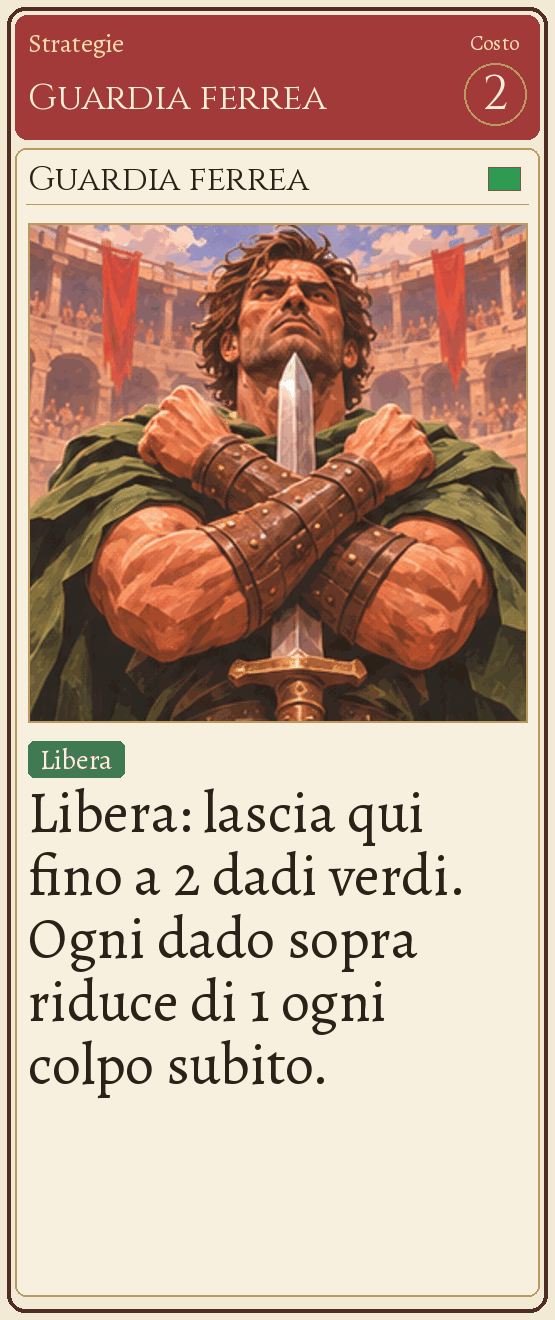 Strategie
Costo
Guardia ferrea
2
Guardia ferrea
Libera
Libera: lascia qui
fino a 2 dadi verdi.
Ogni dado sopra
riduce di 1 ogni
colpo subito.